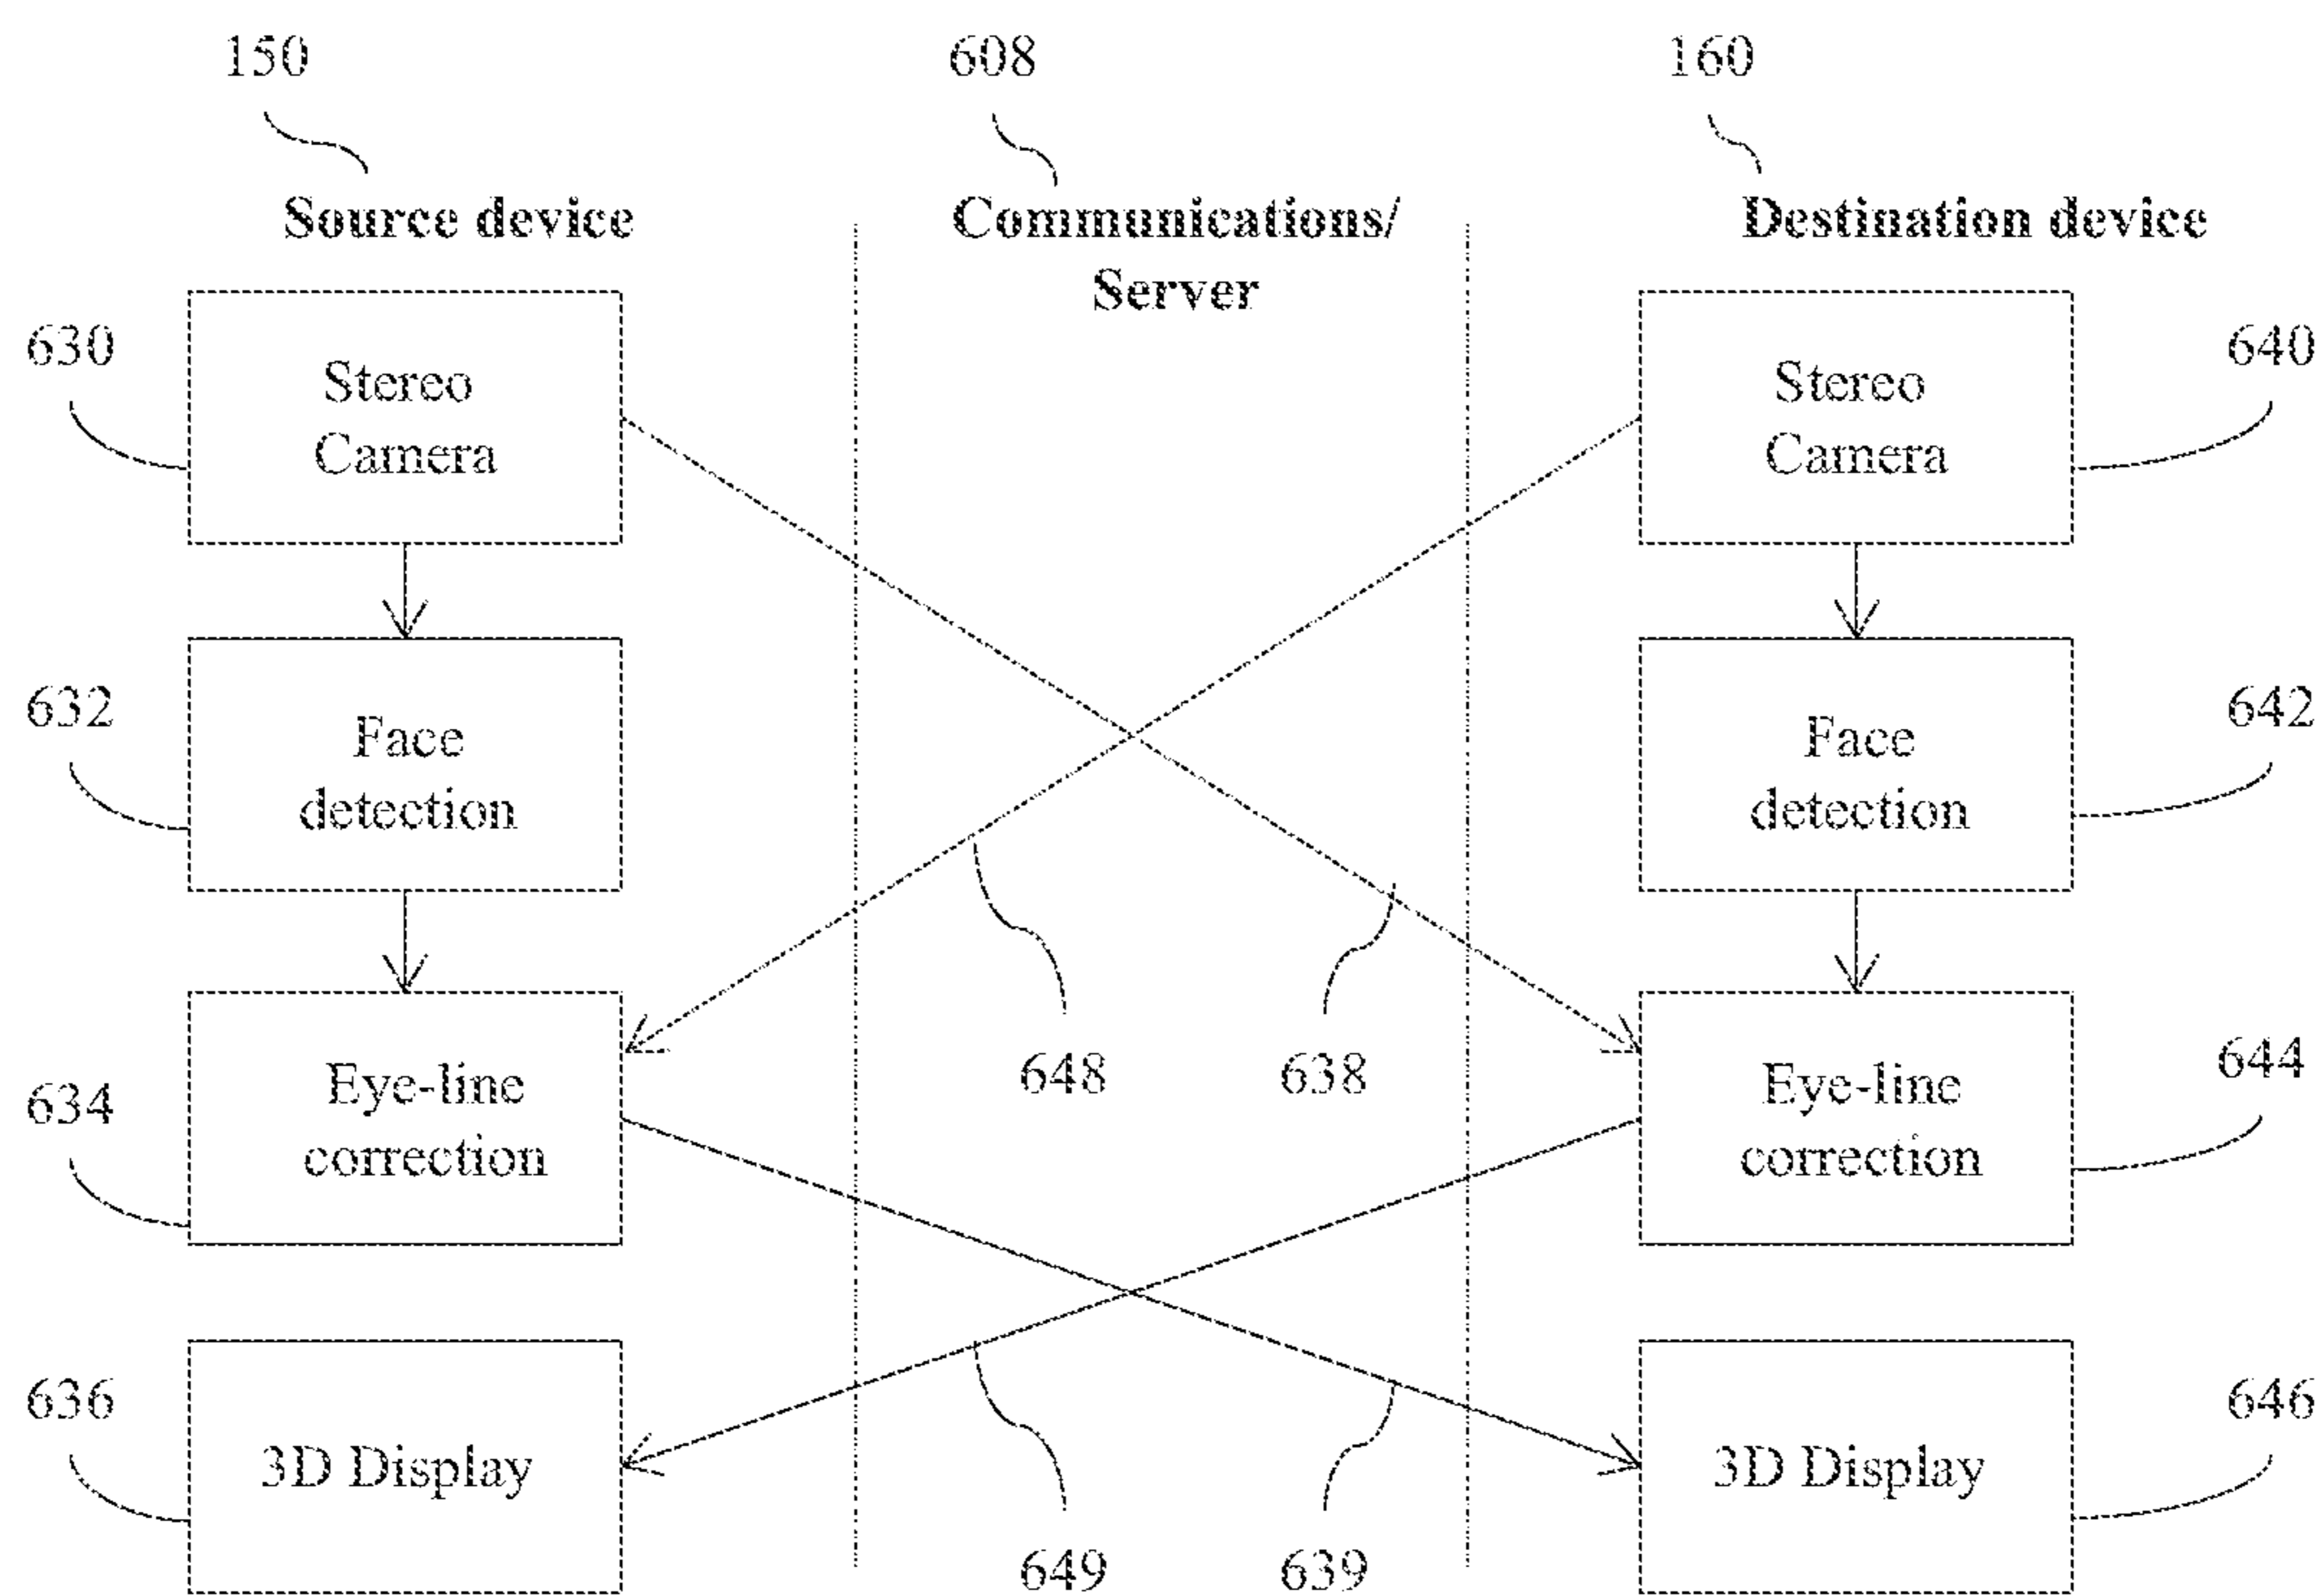 150
608
160
Source device
Communications/
Server
Destination device
630
Stereo
Camera
Stereo
Camera
640
632
Face
detection
Face
detection
642
634
Eye-line
correction
648
638
Eye-line
correction
644
636
3D Display
649
639
3D Display
646